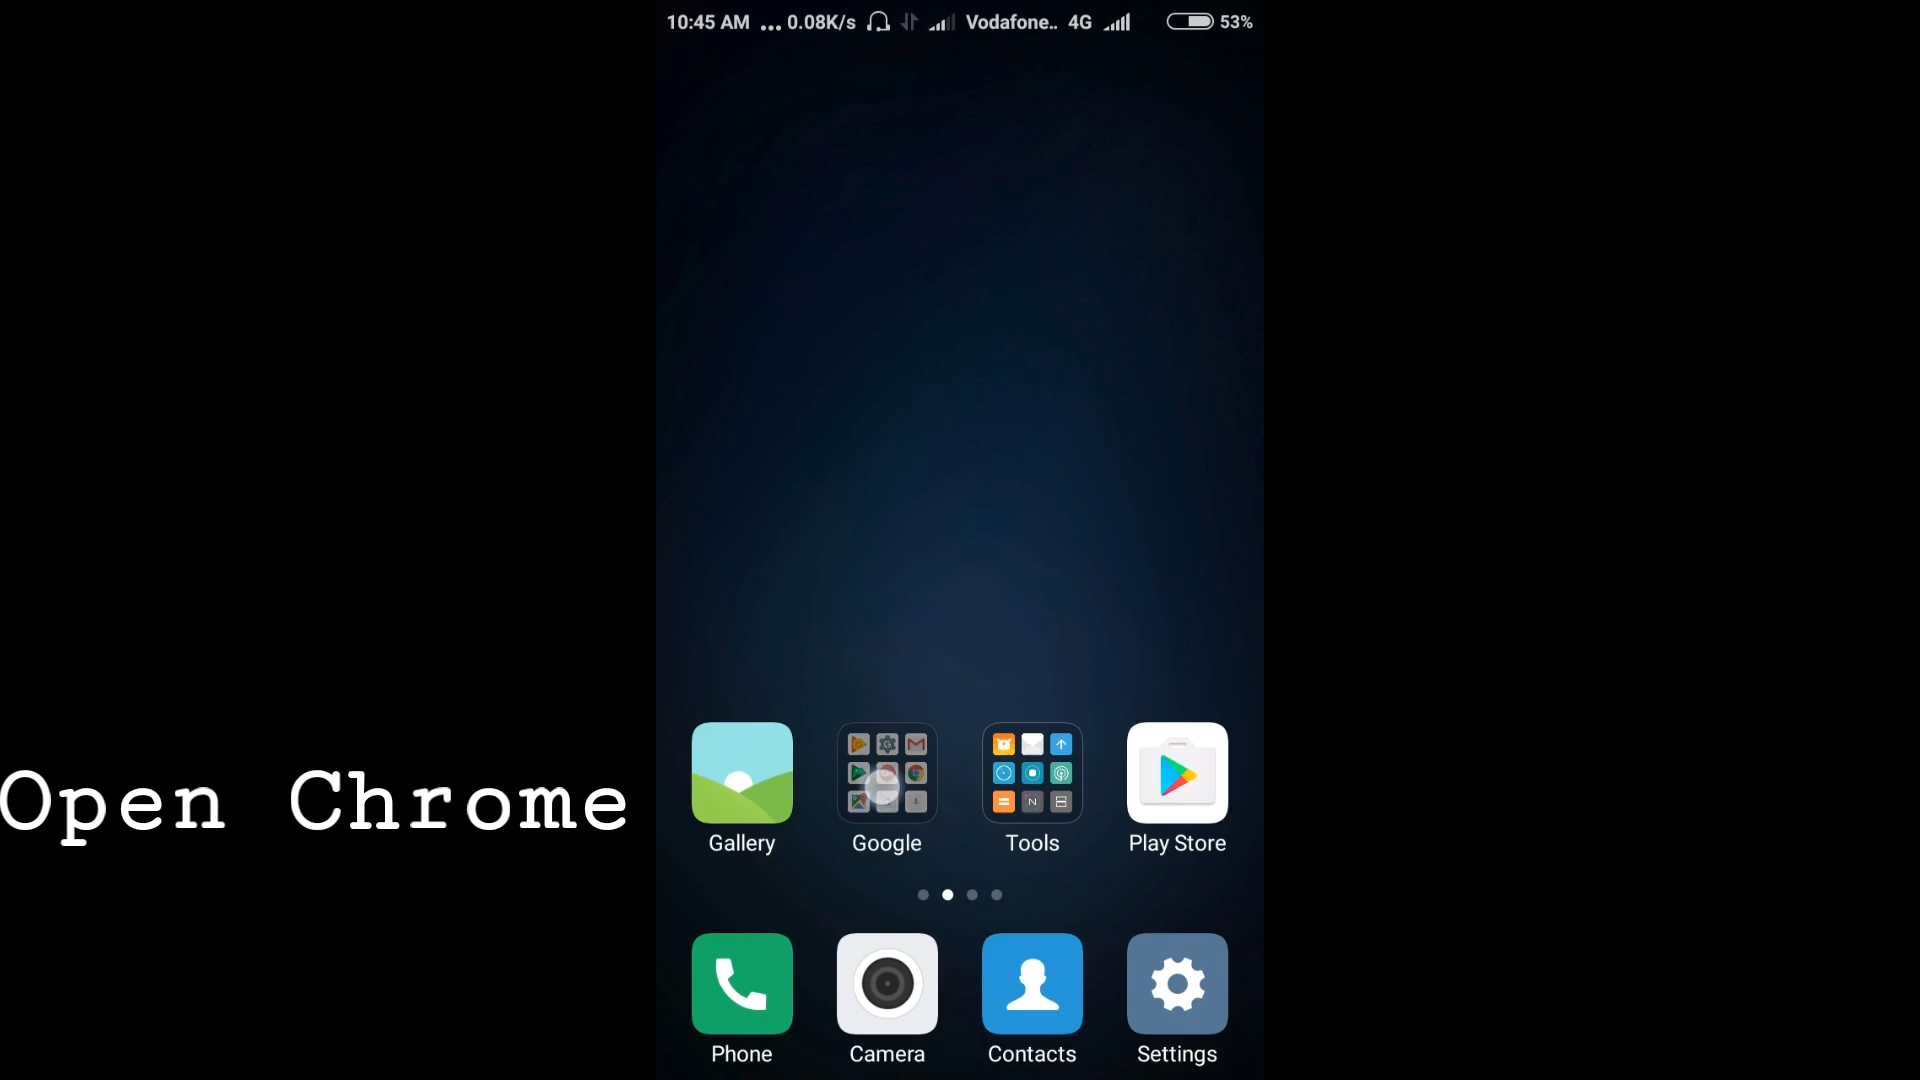 10:45 AM ... 0.08K/s Vodafone.. 4G 53%
Open Chrome
Gallery Google Tools Play Store
Phone Camera Contacts Settings